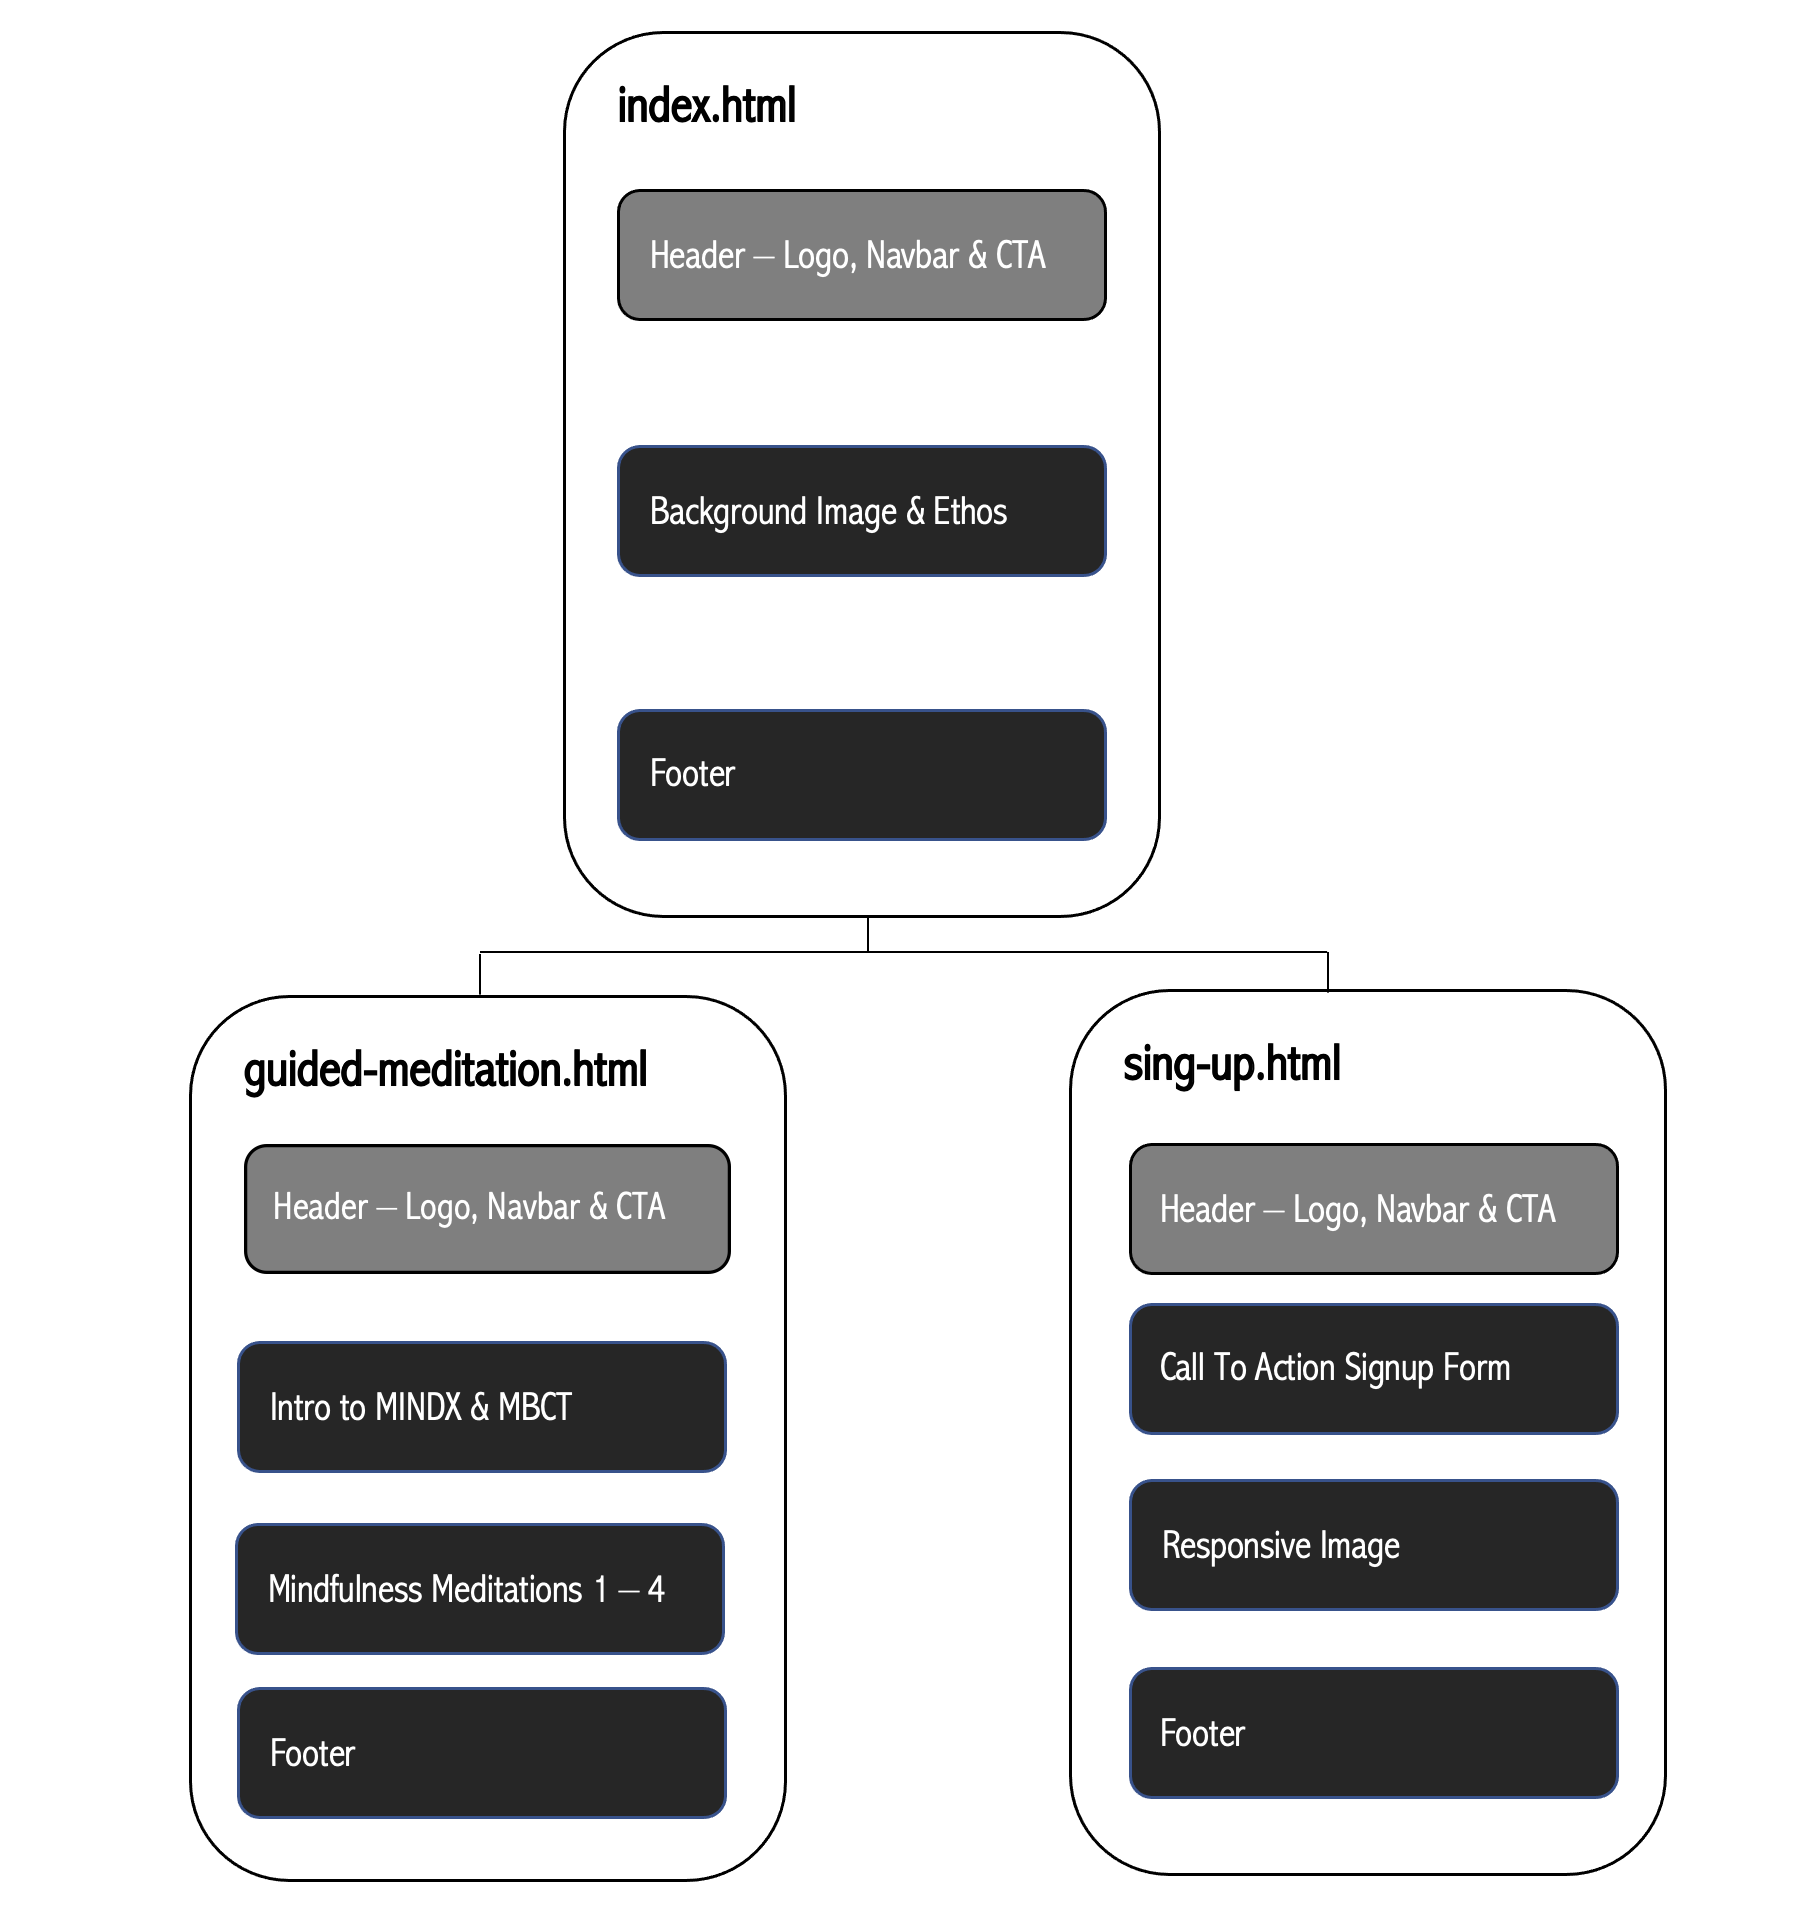 index.html
Header – Logo, Navbar & CTA
Background Image & Ethos
Footer
guided-meditation.html
Header – Logo, Navbar & CTA
Intro to MINDX & MBCT
Mindfulness Meditations 1 – 4
Footer
sing-up.html
Header – Logo, Navbar & CTA
Call To Action Signup Form
Responsive Image
Footer